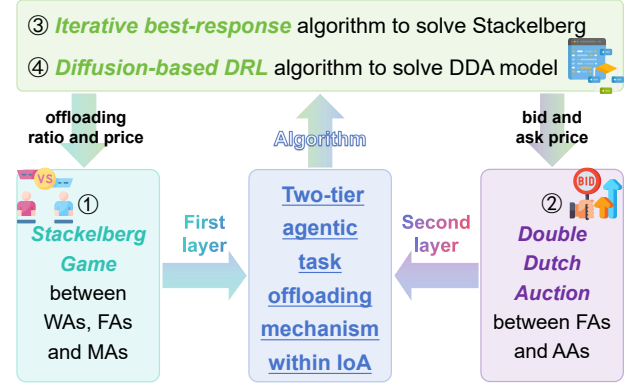 ③ Iterative best-response algorithm to solve Stackelberg
④ Diffusion-based DRL algorithm to solve DDA model
offloading
ratio and price
Algorithm
bid and
ask price
VS
①
Stackelberg
Game
between
WAs, FAs
and MAs
First
layer
Two-tier
agentic
task
offloading
mechanism
within IoA
Second
layer
BID
②
Double
Dutch
Auction
between FAs
and AAs